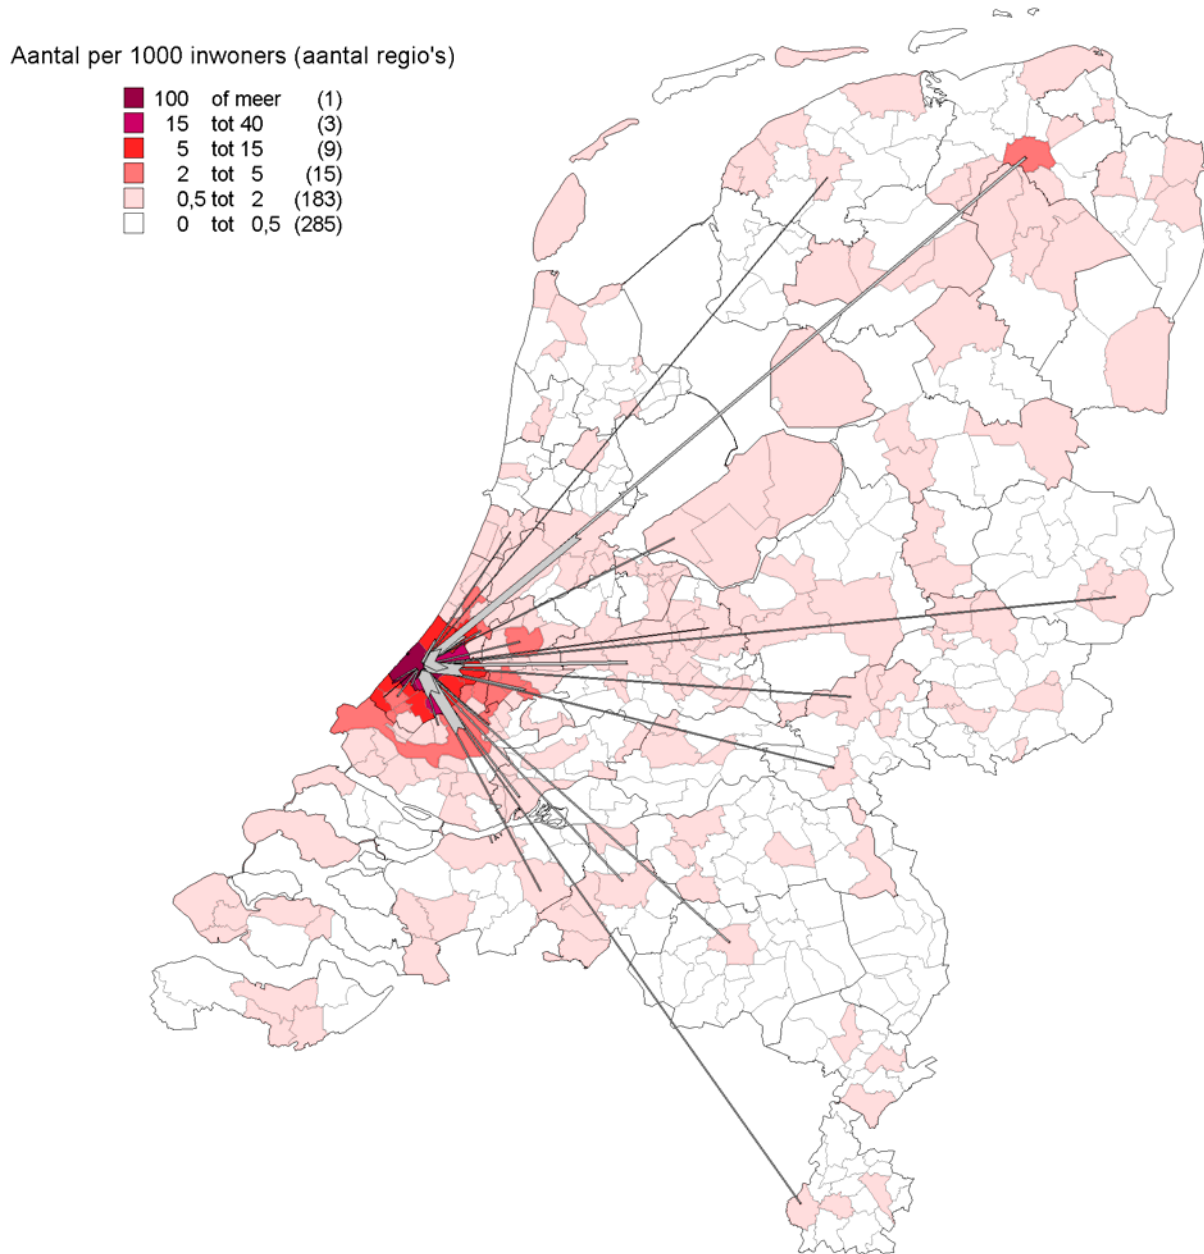 Aantal per 1000 inwoners (aantal regio's)
100 of meer (1)
15 tot 40 (3)
5 tot 15 (9)
2 tot 5 (15)
0,5 tot 2 (183)
0 tot 0,5 (285)